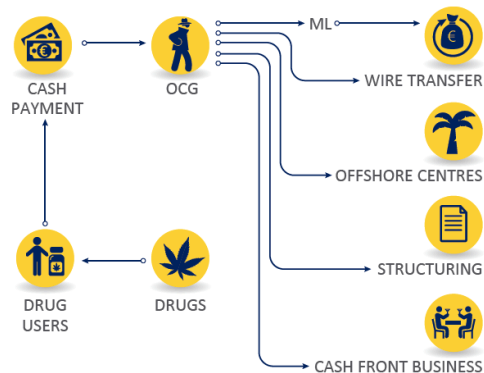 ML
WIRE TRANSFER
CASH
PAYMENT
OCG
OFFSHORE CENTRES
STRUCTURING
DRUG
USERS
DRUGS
CASH FRONT BUSINESS